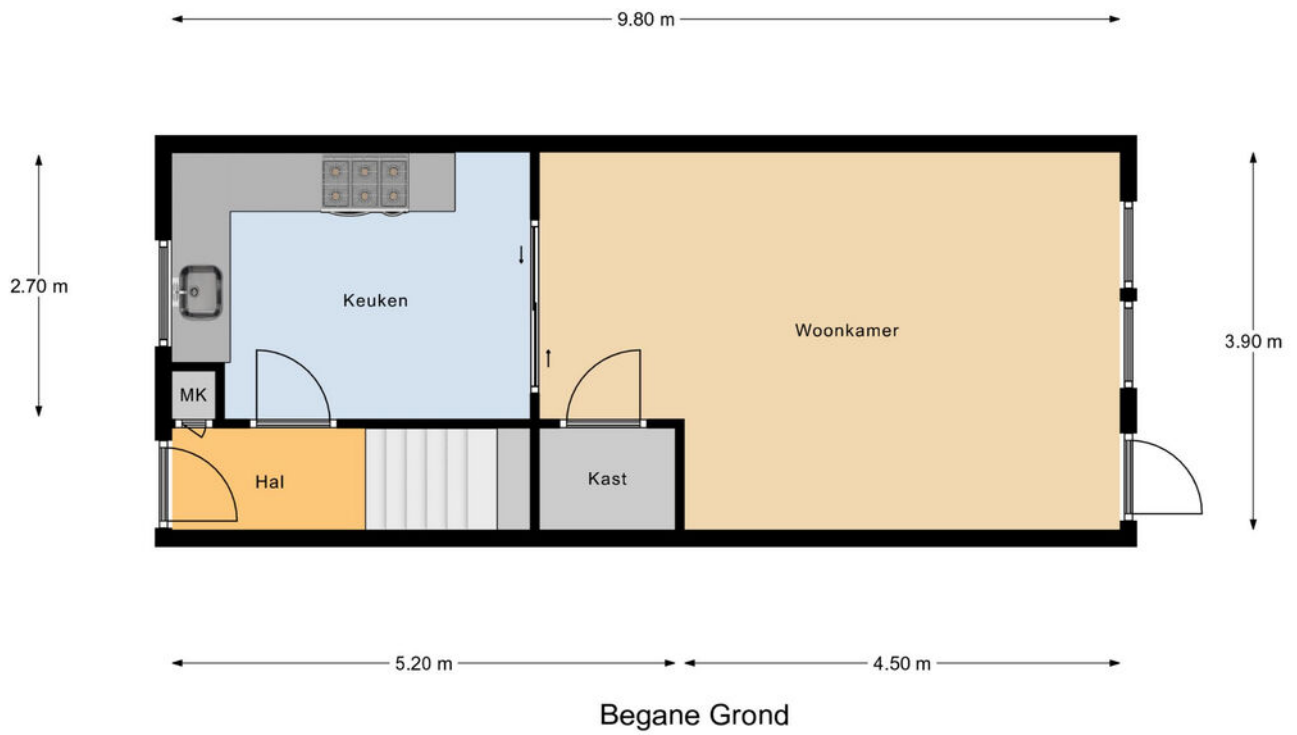 9.80 m
2.70 m
Keuken
Woonkamer
3.90 m
MK
Hal
Kast
5.20 m
4.50 m
Begane Grond